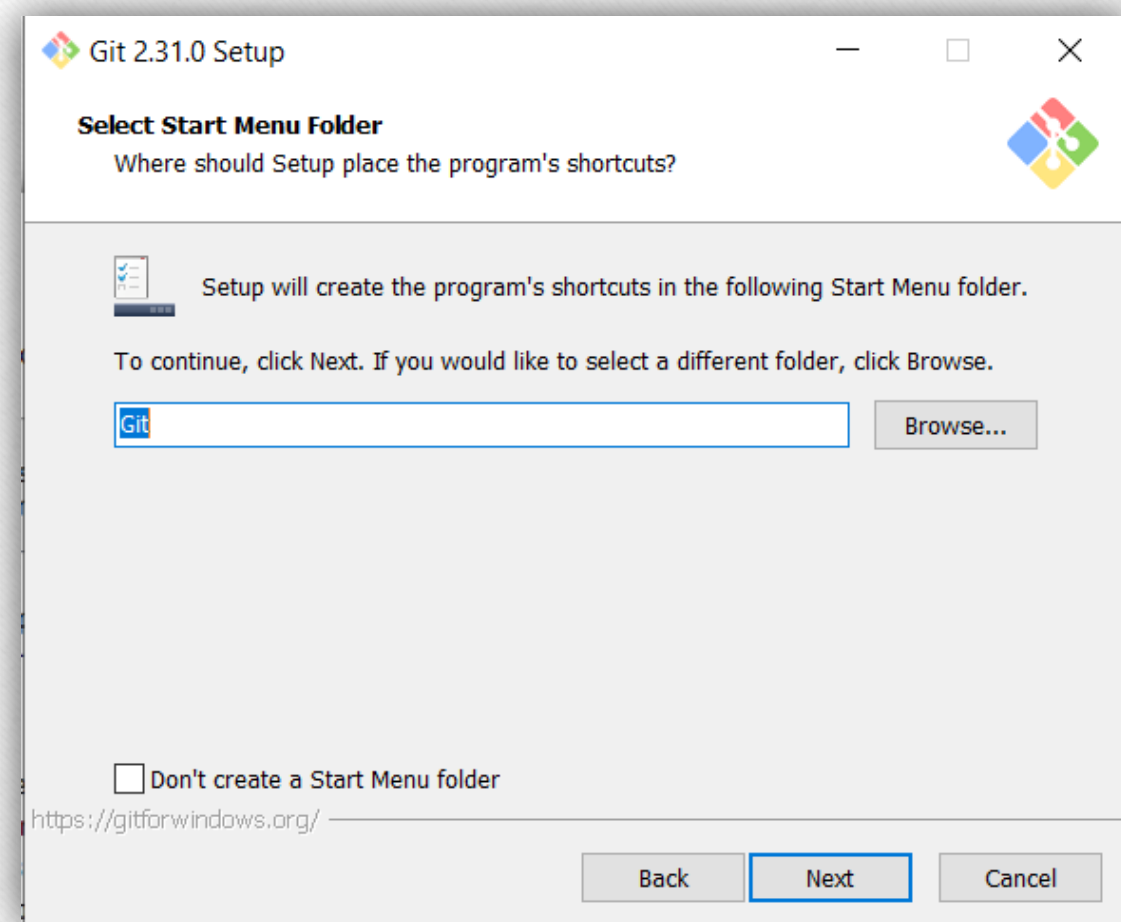 Git 2.31.0 Setup
Select Start Menu Folder
Where should Setup place the program's shortcuts?
Setup will create the program's shortcuts in the following Start Menu folder.
To continue, click Next. If you would like to select a different folder, click Browse.
Git
Browse...
Don't create a Start Menu folder
https://gitforwindows.org/
Back
Next
Cancel